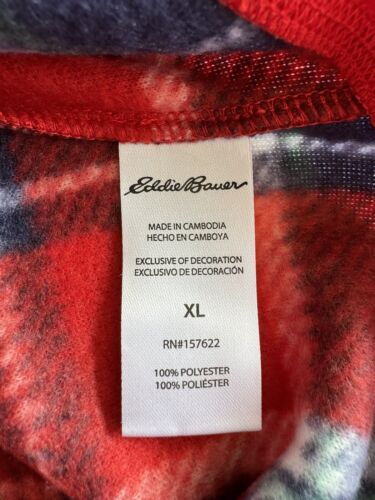 Eddie Bauer
MADE IN CAMBODIA
HECHO EN CAMBOYA
EXCLUSIVE OF DECORATION
EXCLUSIVO DE DECORACIÓN
XL
RN#157622
100% POLYESTER
100% POLIÉSTER